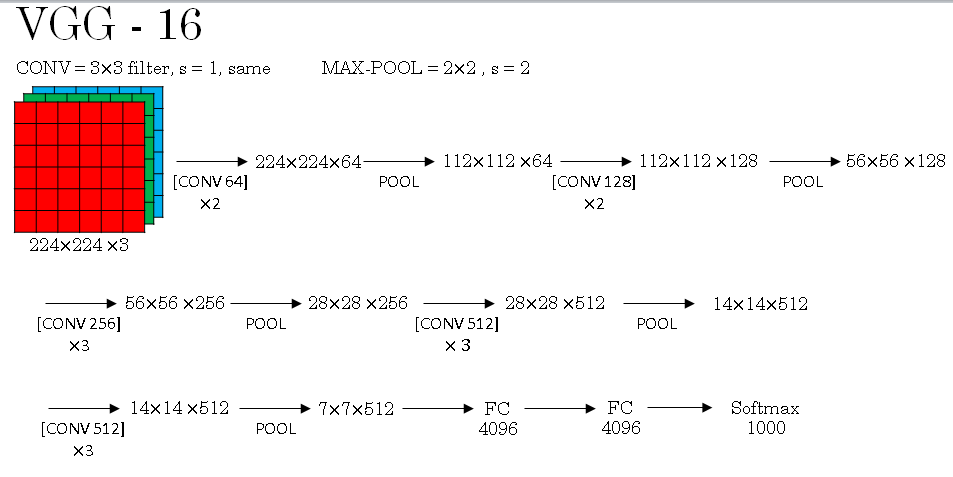 VGG - 16
CONV = 3×3 filter, s = 1, same MAX-POOL = 2×2 , s = 2
224×224×64 112×112 ×64 112×112 ×128 56×56 ×128
[CONV 64] POOL [CONV 128] POOL
×2 ×2
224×224 ×3
56×56 ×256 28×28 ×256 28×28 ×512 14×14×512
[CONV 256] POOL [CONV 512] POOL
×3 × 3
14×14 ×512 7×7×512 FC FC Softmax
[CONV 512] POOL 4096 4096 1000
×3